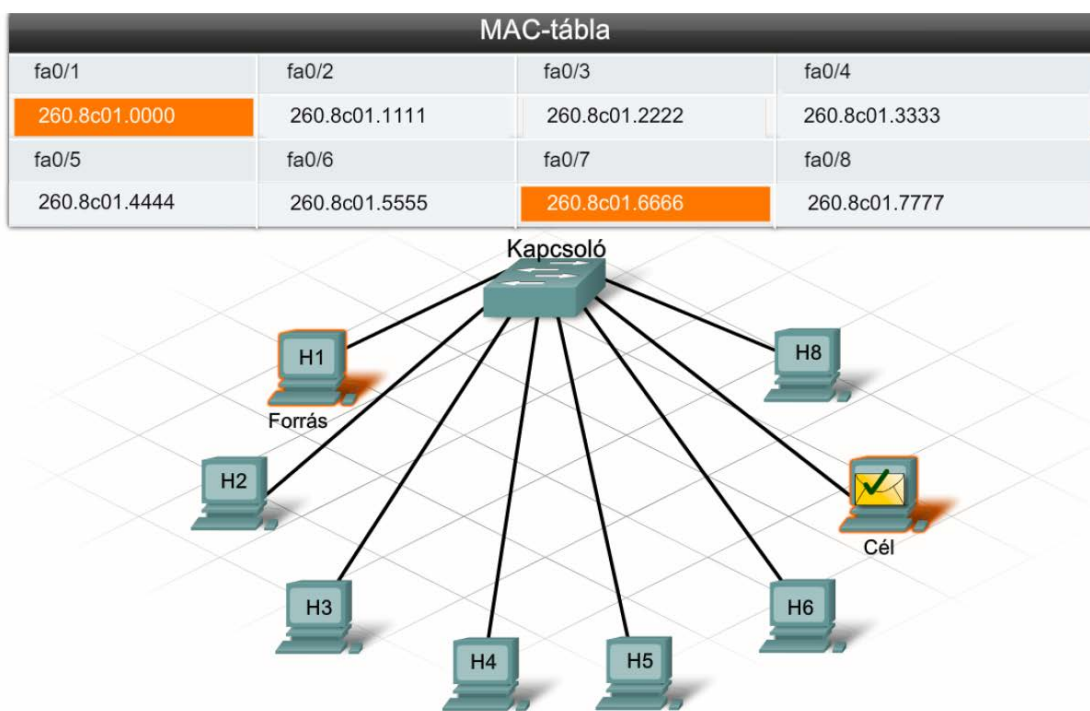 MAC-tábla
fa0/1 fa0/2 fa0/3 fa0/4
260.8c01.0000 260.8c01.1111 260.8c01.2222 260.8c01.3333
fa0/5 fa0/6 fa0/7 fa0/8
260.8c01.4444 260.8c01.5555 260.8c01.6666 260.8c01.7777
Kapcsoló
H1
H8
Forrás
H2
Cél
H3
H6
H4
H5